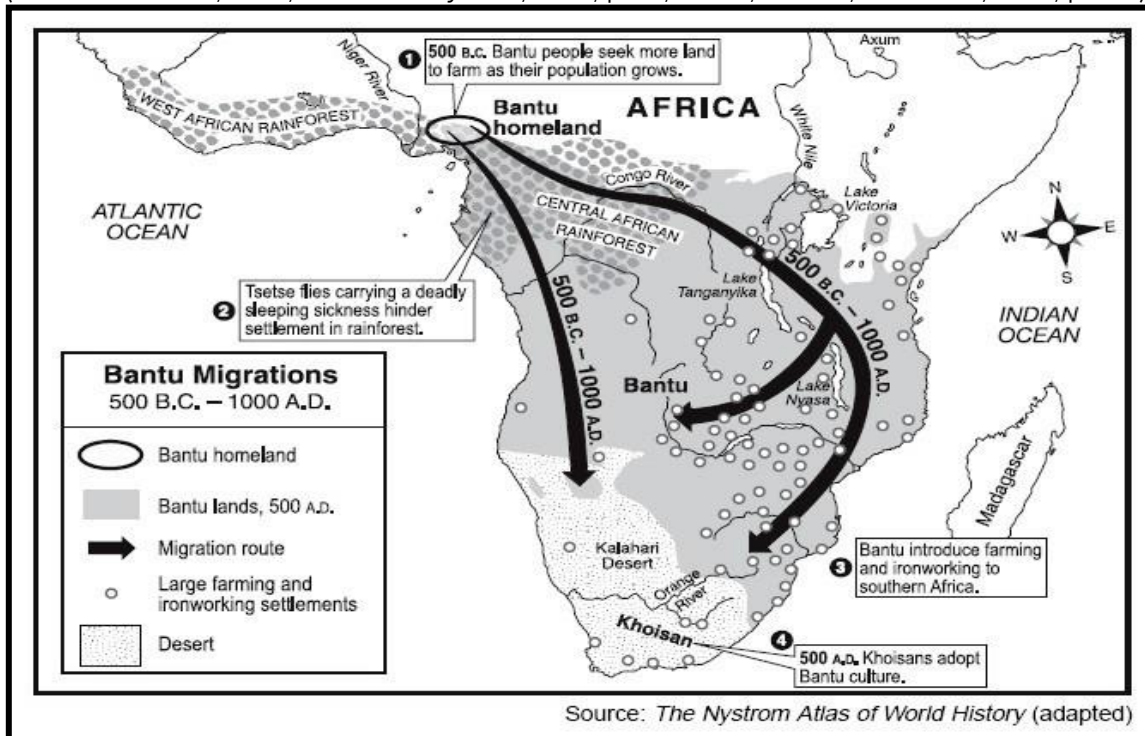 ❶ 500 B.C. Bantu people seek more land
to farm as their population grows.
Axum
Niger River
WEST AFRICAN RAINFOREST
Bantu
homeland
AFRICA
White Nile
Congo River
Lake
Victoria
N
W E
S
ATLANTIC
OCEAN
CENTRAL AFRICAN
RAINFOREST
❷ Tsetse flies carrying a deadly
sleeping sickness hinder
settlement in rainforest.
Lake
Tanganyika
500 B.C. – 1000 A.D.
500 B.C. – 1000 A.D.
INDIAN
OCEAN
Bantu
Lake
Nyasa
Madagascar
Bantu Migrations
500 B.C. – 1000 A.D.
Bantu homeland
Bantu lands, 500 A.D.
Migration route
Large farming and
ironworking settlements
Desert
Kalahari
Desert
Orange
River
Khoisan
❸ Bantu introduce farming
and ironworking to
southern Africa.
❹
500 A.D. Khoisans adopt
Bantu culture.
Source: The Nystrom Atlas of World History (adapted)